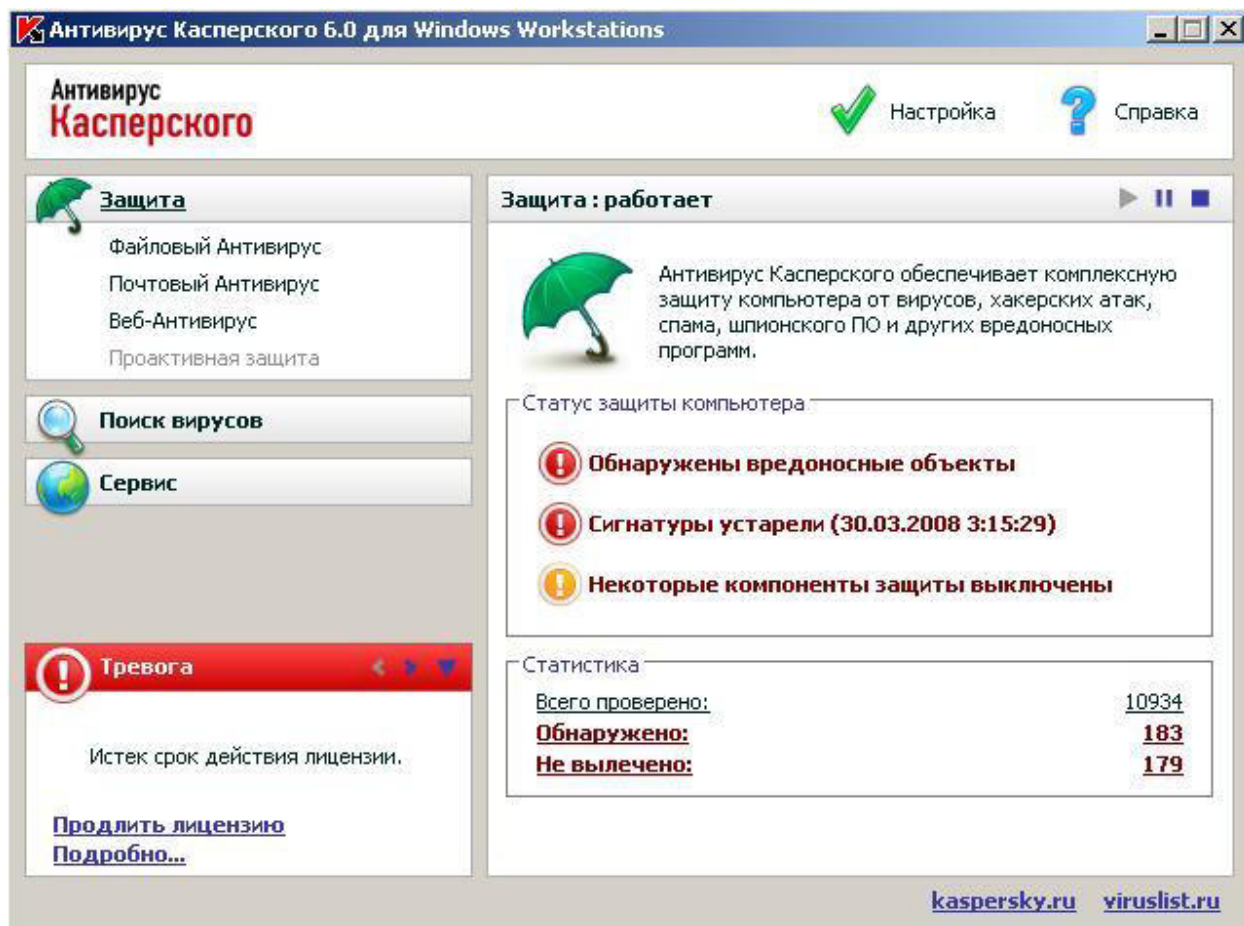 Антивирус Касперского 6.0 для Windows Workstations
Антивирус
Касперского
Настройка
Справка
Защита
Файловый Антивирус
Почтовый Антивирус
Веб-Антивирус
Проактивная защита
Поиск вирусов
Сервис
Тревога
Истек срок действия лицензии.
Продлить лицензию
Подробно...
Защита : работает
Антивирус Касперского обеспечивает комплексную
защиту компьютера от вирусов, хакерских атак,
спама, шпионского ПО и других вредоносных
программ.
Статус защиты компьютера
Обнаружены вредоносные объекты
Сигнатуры устарели (30.03.2008 3:15:29)
Некоторые компоненты защиты выключены
Статистика
Всего проверено: 10934
Обнаружено: 183
Не вылечено: 179
kaspersky.ru viruslist.ru